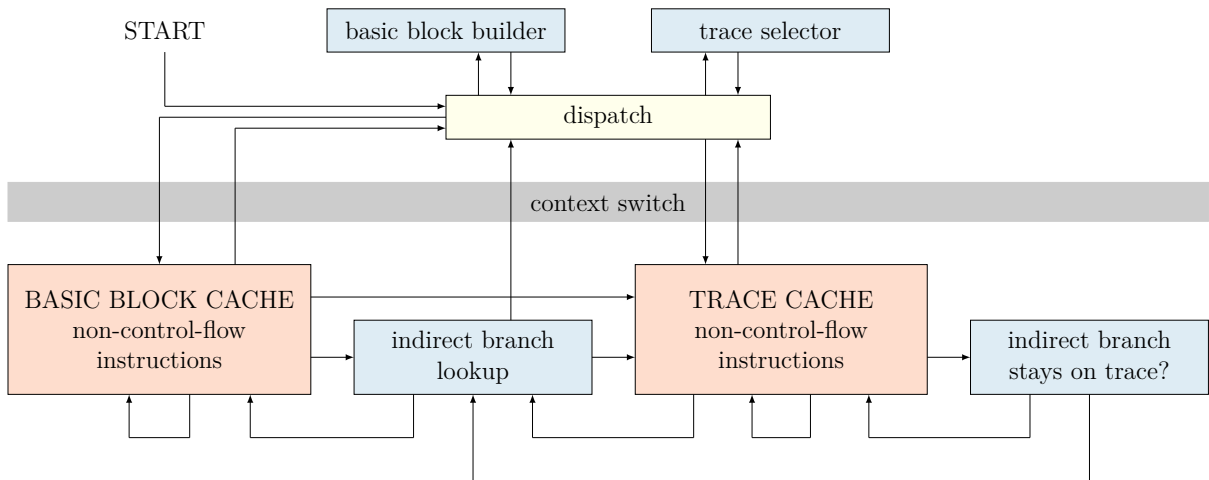 START
basic block builder
trace selector
dispatch
context switch
BASIC BLOCK CACHE
non-control-flow
instructions
indirect branch
lookup
TRACE CACHE
non-control-flow
instructions
indirect branch
stays on trace?